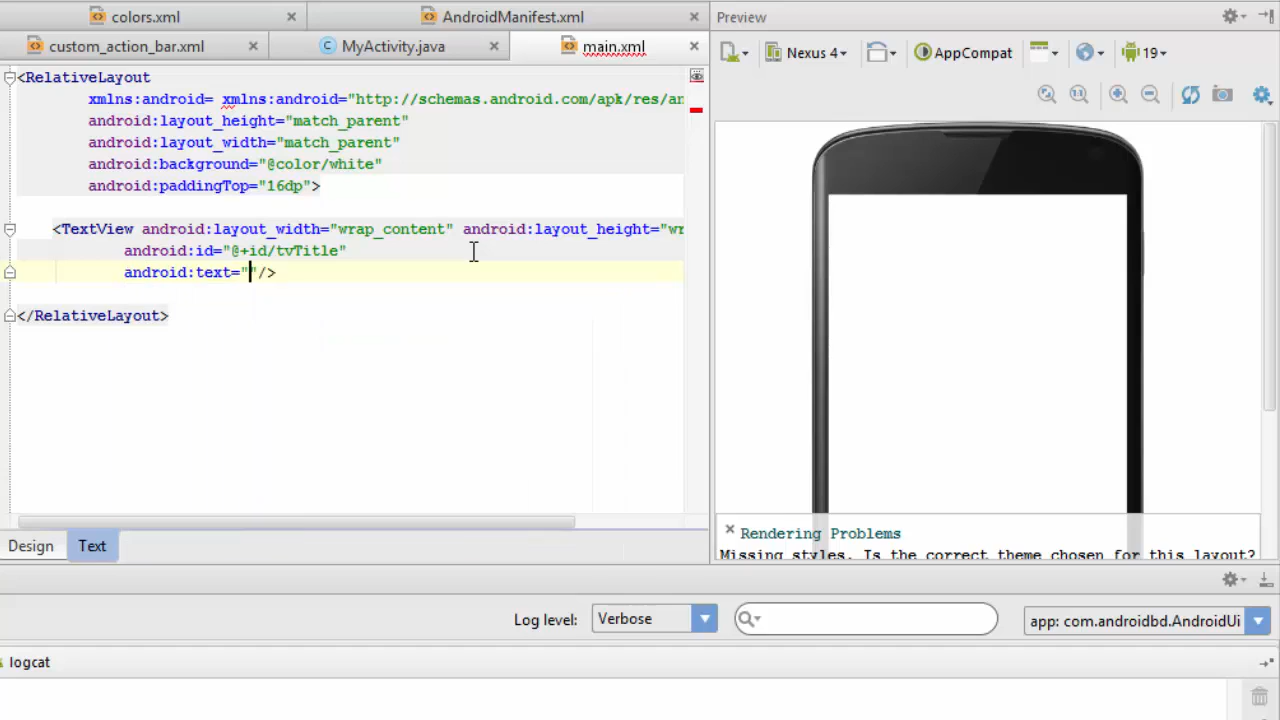 colors.xml
AndroidManifest.xml
Preview
custom_action_bar.xml
MyActivity.java
main.xml
Nexus 4
AppCompat
19
<RelativeLayout
xmlns:android= xmlns:android="http://schemas.android.com/apk/res/an
android:layout_height="match_parent"
android:layout_width="match_parent"
android:background="@color/white"
android:paddingTop="16dp">
<TextView android:layout_width="wrap_content" android:layout_height="wr
android:id="@+id/tvTitle"
android:text=""/>
</RelativeLayout>
Design
Text
Rendering Problems
Missing styles. Is the correct theme chosen for this layout?
Log level:
Verbose
app: com.androidbd.AndroidUi
logcat